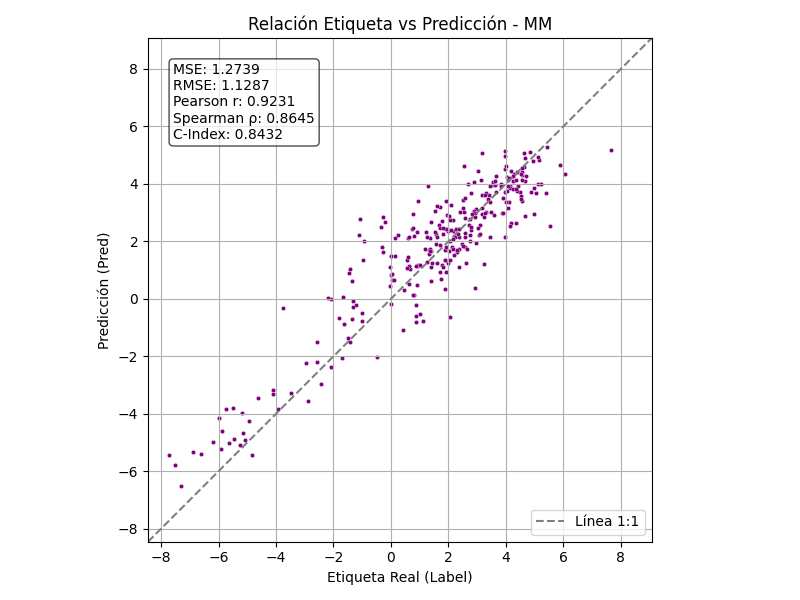 Relación Etiqueta vs Predicción - MM
MSE: 1.2739
RMSE: 1.1287
Pearson r: 0.9231
Spearman ρ: 0.8645
C-Index: 0.8432
Predicción (Pred)
8
6
4
2
0
−2
−4
−6
−8
Línea 1:1
−8 −6 −4 −2 0 2 4 6 8
Etiqueta Real (Label)